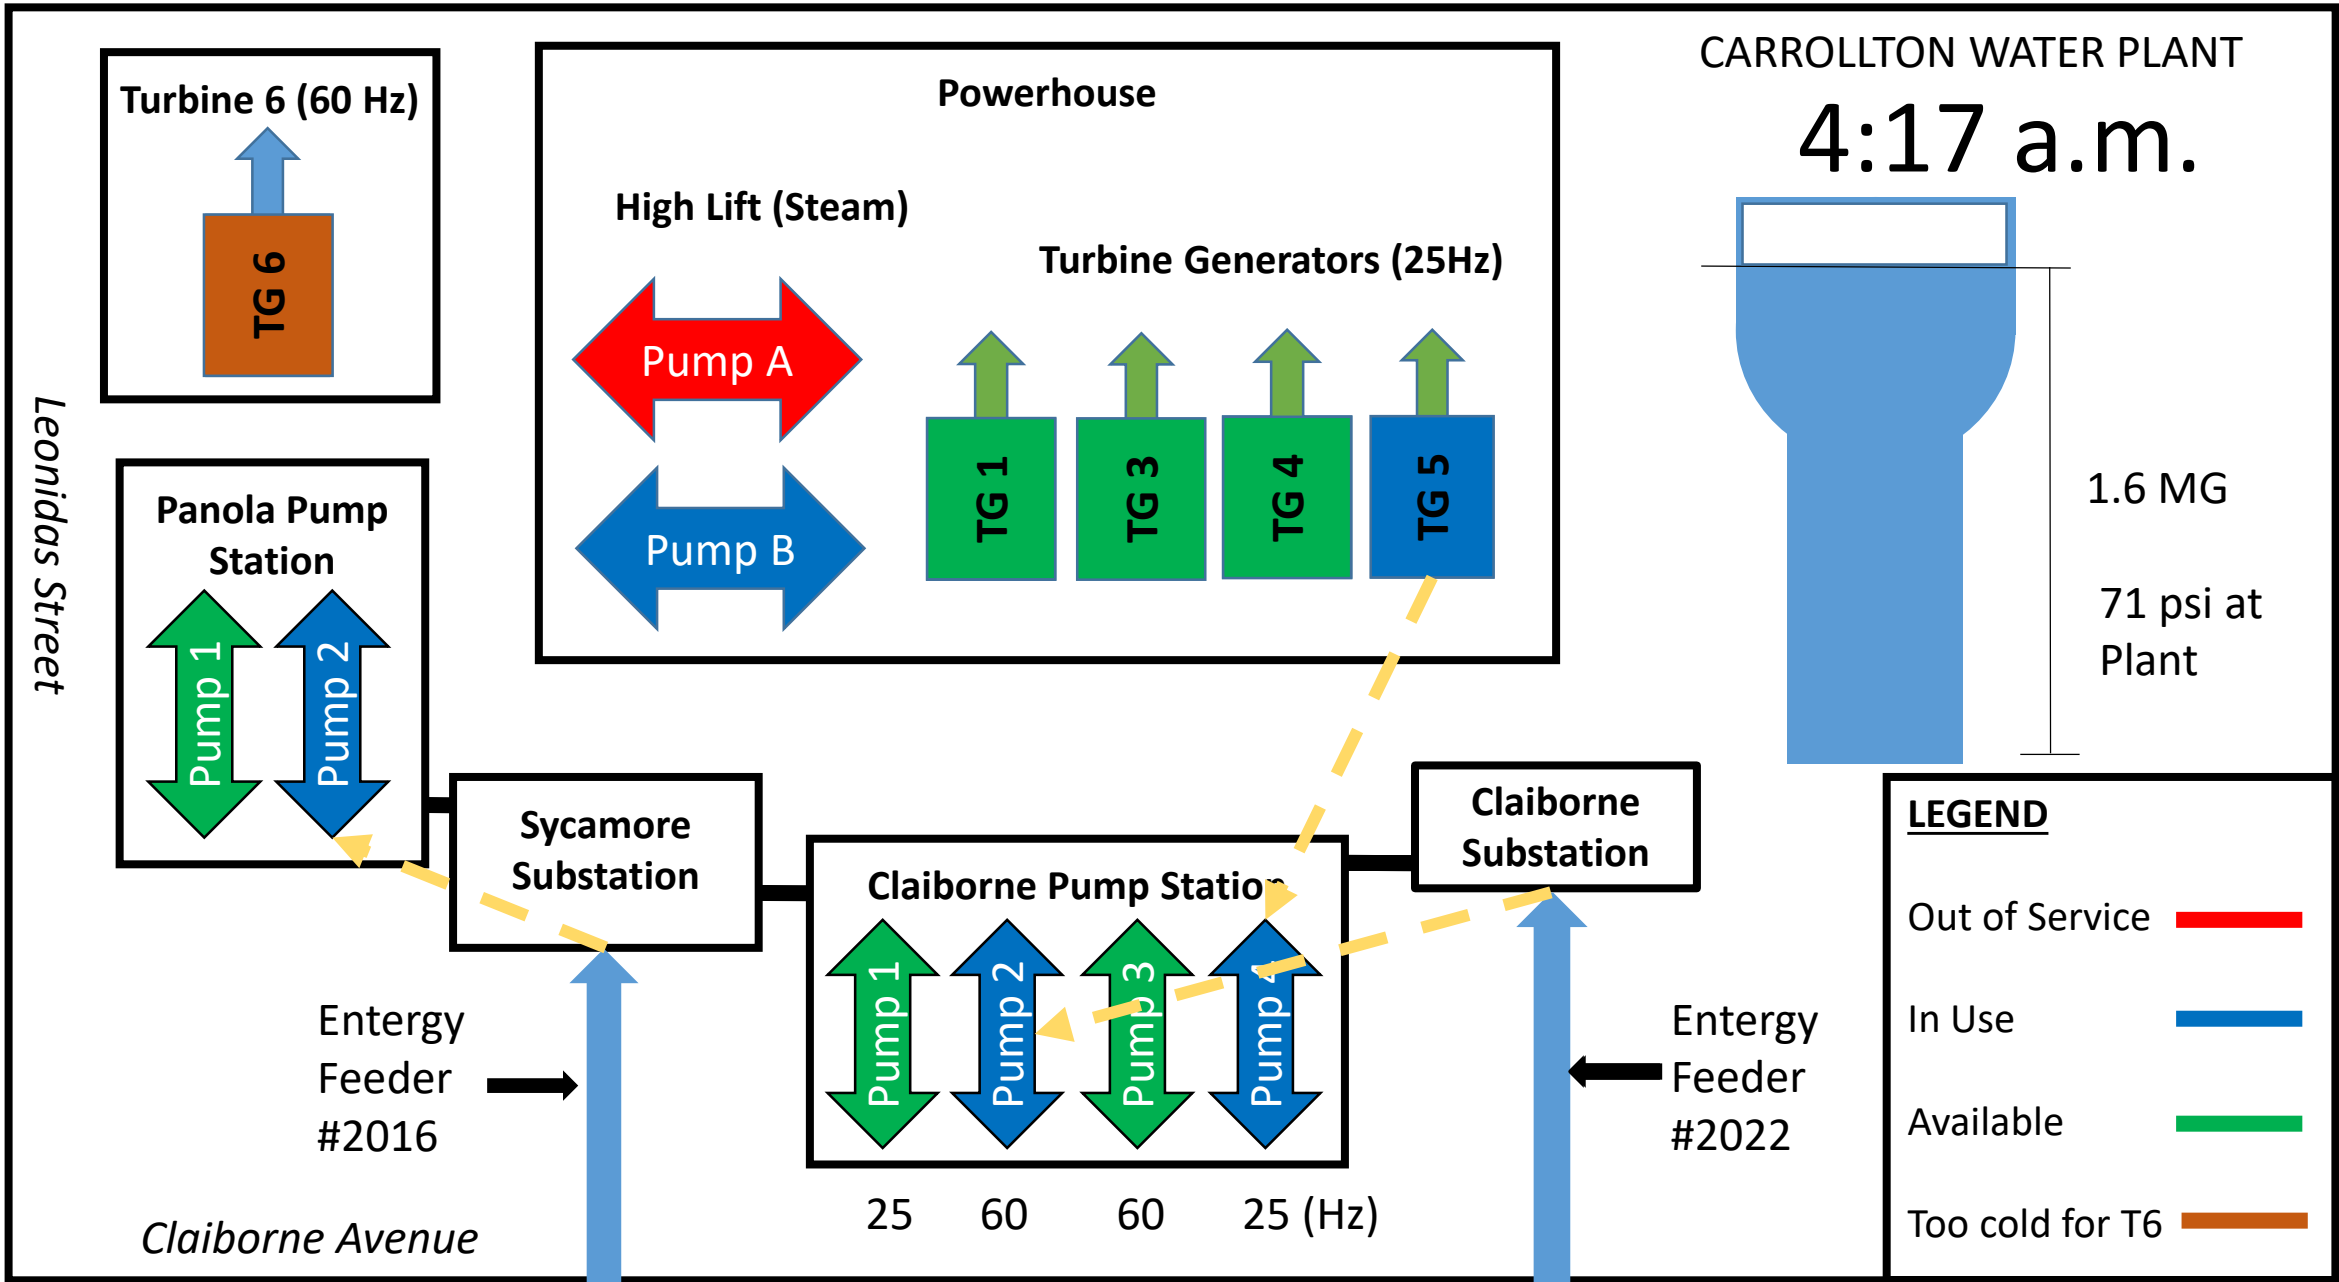 CARROLLTON WATER PLANT
4:17 a.m.
Turbine 6 (60 Hz)
TG 6
Powerhouse
High Lift (Steam)
Pump A
Pump B
Turbine Generators (25Hz)
TG 1
TG 3
TG 4
TG 5
1.6 MG
71 psi at
Plant
Leonidas Street
Panola Pump
Station
Pump 1
Pump 2
Sycamore
Substation
Claiborne Pump Station
Pump 1
Pump 2
Pump 3
Pump 4
25
60
60
25 (Hz)
Claiborne
Substation
Entergy
Feeder
#2016
Entergy
Feeder
#2022
Claiborne Avenue
LEGEND
Out of Service
In Use
Available
Too cold for T6